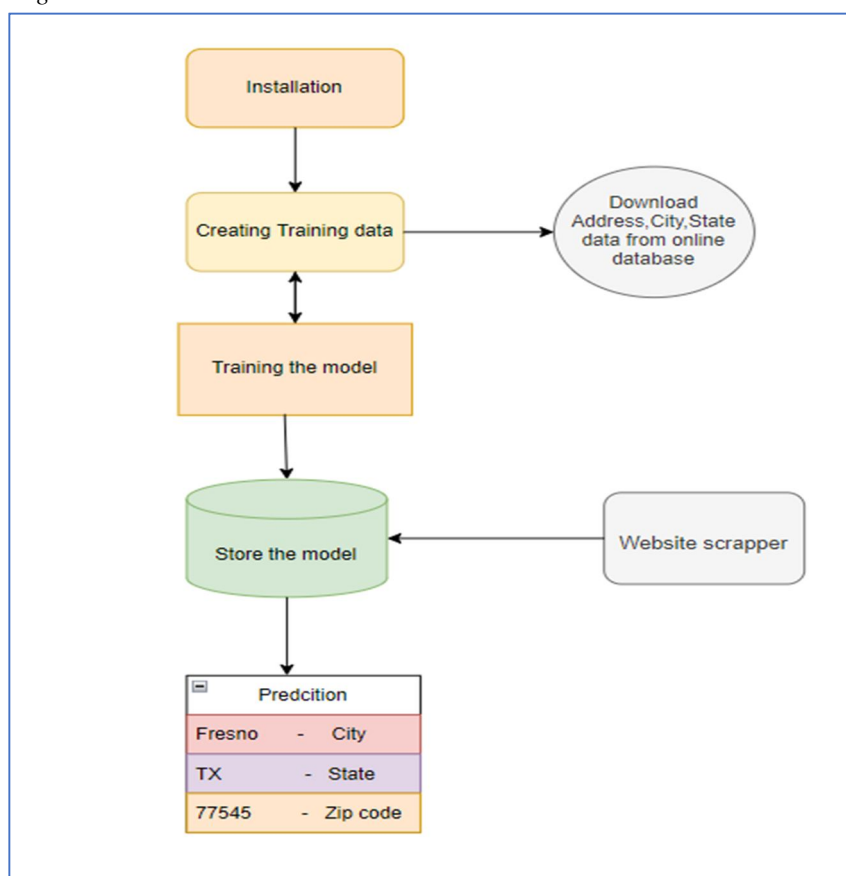 Installation
Creating Training data
Download
Address,City,State
data from online
database
Training the model
Store the model
Website scrapper
Predcition
Fresno - City
TX - State
77545 - Zip code